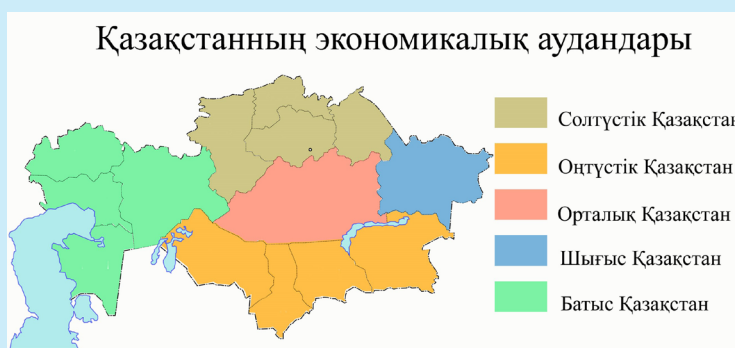 Қазақстанның экономикалық аудандары
Солтүстік Қазақстан
Оңтүстік Қазақстан
Орталық Қазақстан
Шығыс Қазақстан
Батыс Қазақстан